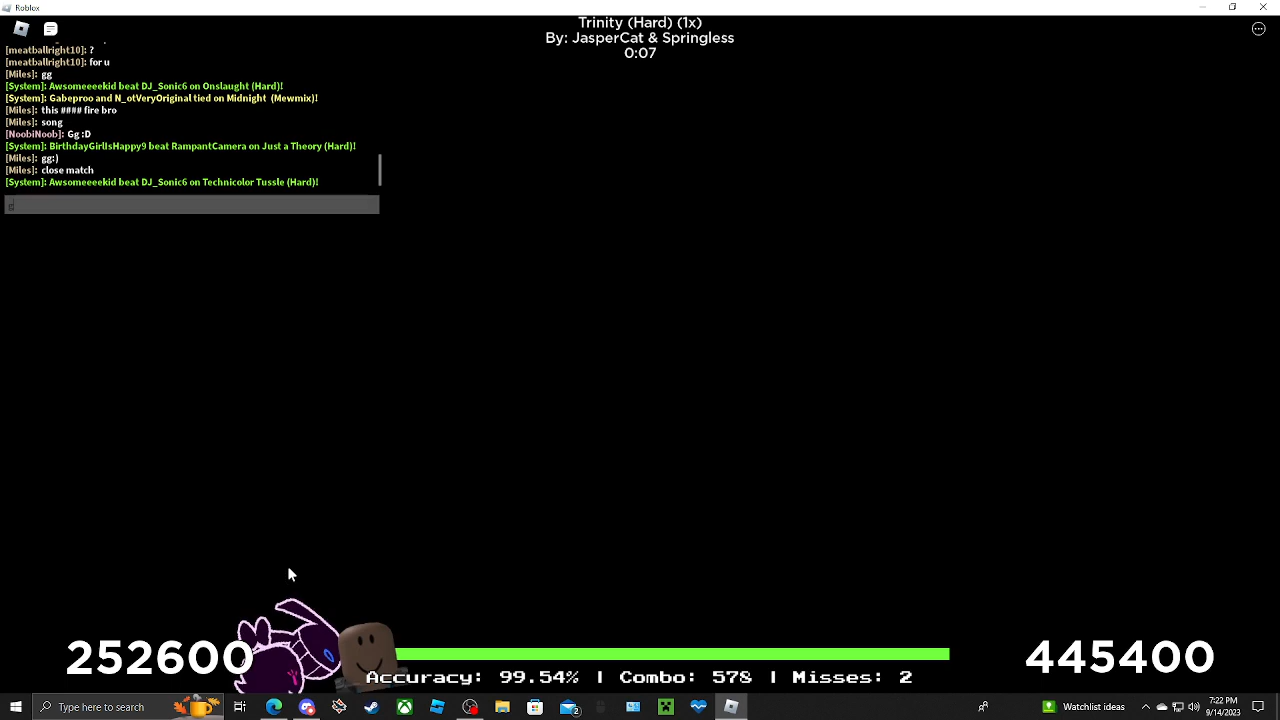 Roblox
Trinity (Hard) (1x)
By: JasperCat & Springless
0:07
[meatballright10]: ?
[meatballright10]: for u
[Miles]: gg
[System]: Awsomeeekid beat DJ_Sonic6 on Onslaught (Hard)!
[System]: Gabeproo and N_otVeryOriginal tied on Midnight (Mewmix)!
[Miles]: this #### fire bro
[Miles]: song
[NoobiNoob]: Gg :D
[System]: BirthdayGirlIsHappy9 beat RampantCamera on Just a Theory (Hard)!
[Miles]: gg:)
[Miles]: close match
[System]: Awsomeeekid beat DJ_Sonic6 on Technicolor Tussle (Hard)!
252600
445400
Accuracy: 99.54% | Combo: 578 | Misses: 2
Type here to search
Watchlist ideas
7:22 PM
9/14/2023